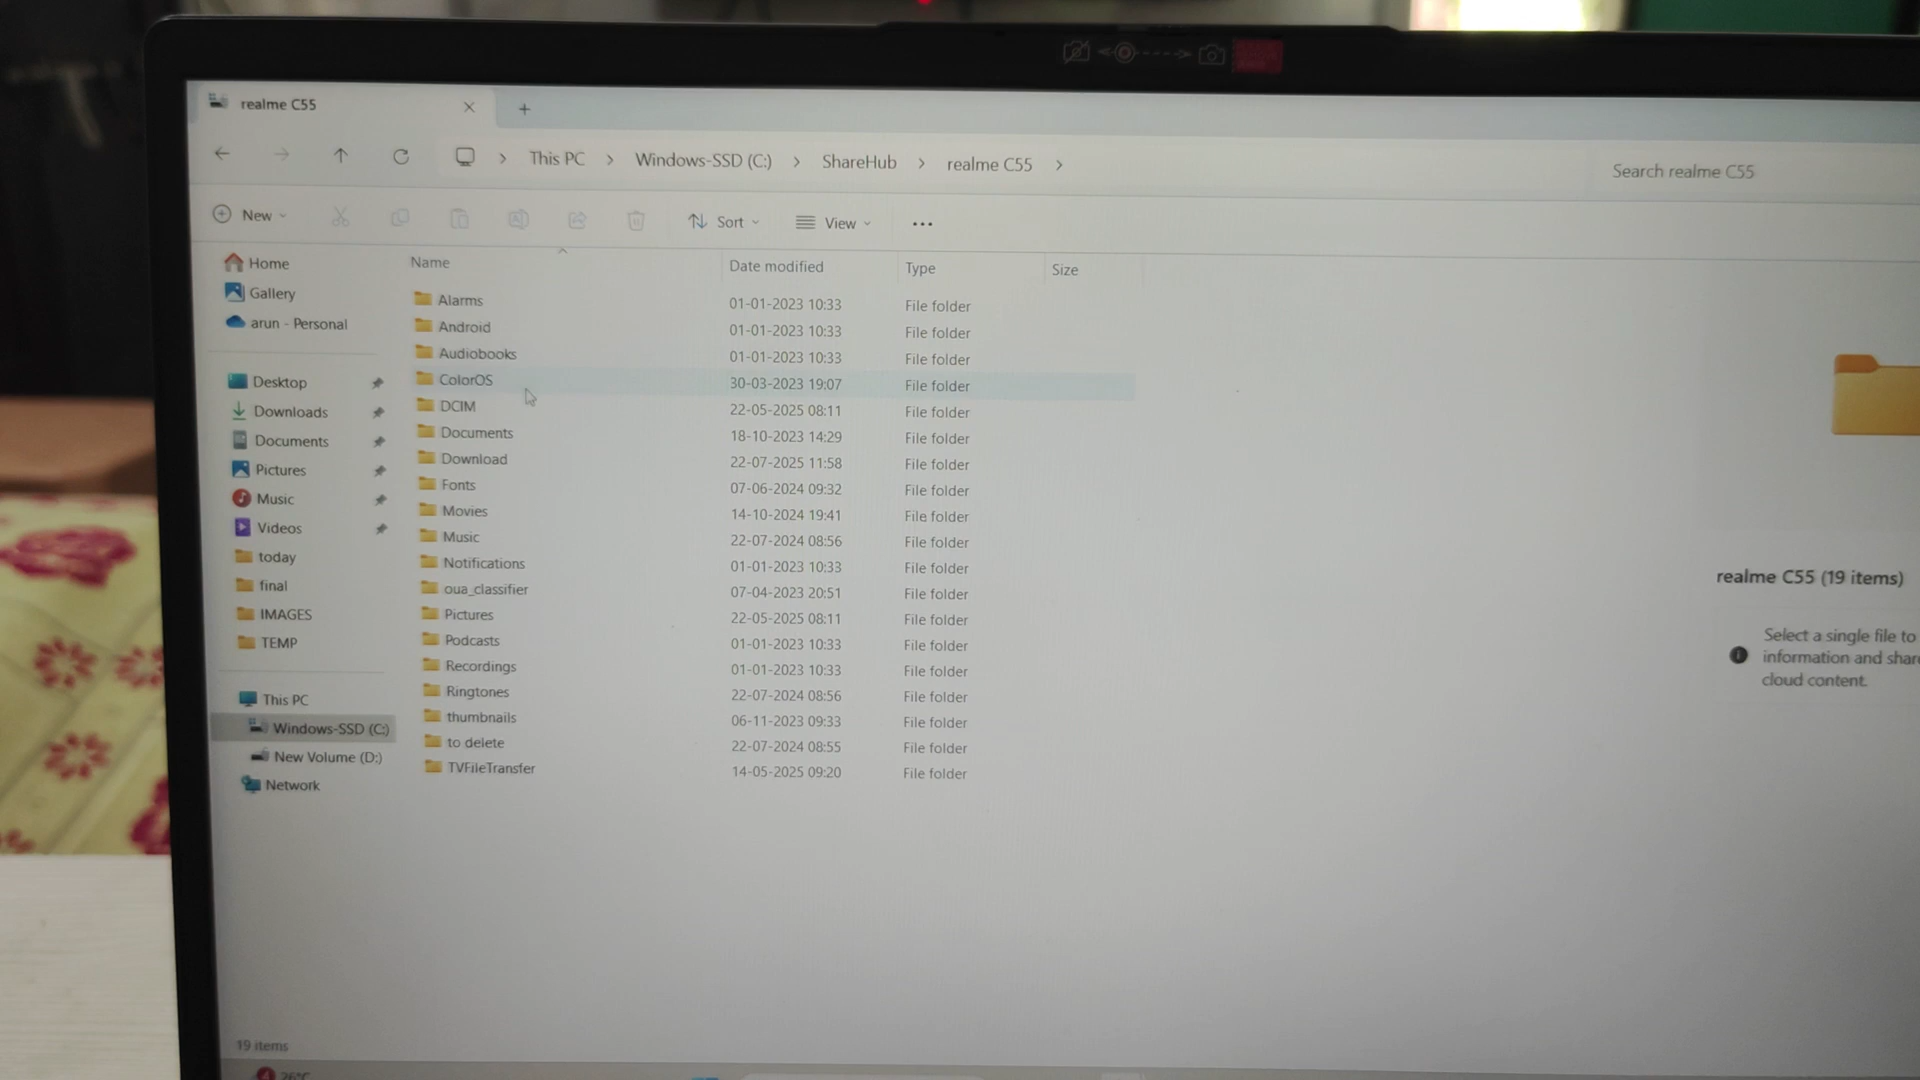 realme C55
This PC > Windows-SSD (C:) > ShareHub > realme C55 >
Search realme C55
New
Sort
View
...
Name Date modified Type Size
Home
Gallery
arun - Personal
Desktop
Downloads
Documents
Pictures
Music
Videos
today
final
IMAGES
TEMP
This PC
Windows-SSD (C:)
New Volume (D:)
Network
Alarms 01-01-2023 10:33 File folder
Android 01-01-2023 10:33 File folder
Audiobooks 01-01-2023 10:33 File folder
ColorOS 30-03-2023 19:07 File folder
DCIM 22-05-2025 08:11 File folder
Documents 18-10-2023 14:29 File folder
Download 22-07-2025 11:58 File folder
Fonts 07-06-2024 09:32 File folder
Movies 14-10-2024 19:41 File folder
Music 22-07-2024 08:56 File folder
Notifications 01-01-2023 10:33 File folder
oua_classifier 07-04-2023 20:51 File folder
Pictures 22-05-2025 08:11 File folder
Podcasts 01-01-2023 10:33 File folder
Recordings 01-01-2023 10:33 File folder
Ringtones 22-07-2024 08:56 File folder
thumbnails 06-11-2023 09:33 File folder
to delete 22-07-2024 08:55 File folder
TVFileTransfer 14-05-2025 09:20 File folder
realme C55 (19 items)
Select a single file to
information and share
cloud content.
19 items
4 26°C